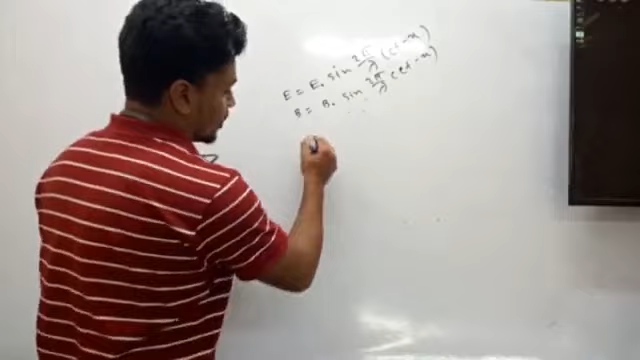 E = E₀ sin 2π/λ (ct - x)
B = B₀ sin 2π/λ (ct - x)